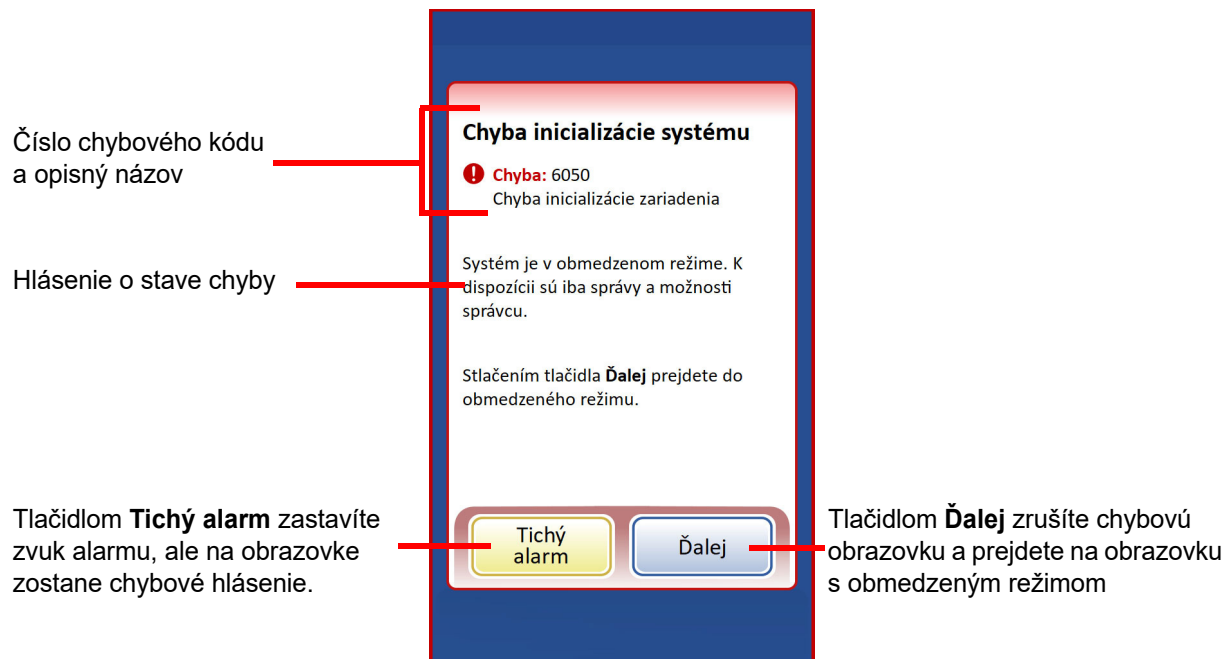 Číslo chybového kódu
a opisný názov
Hlásenie o stave chyby
Tlačidlom Tichý alarm zastavíte
zvuk alarmu, ale na obrazovke
zostane chybové hlásenie.
Chyba inicializácie systému
Chyba: 6050
Chyba inicializácie zariadenia
Systém je v obmedzenom režime. K
dispozícii sú iba správy a možnosti
správcu.
Stlačením tlačidla Ďalej prejdete do
obmedzeného režimu.
Tichý
alarm
Ďalej
Tlačidlom Ďalej zrušíte chybovú
obrazovku a prejdete na obrazovku
s obmedzeným režimom